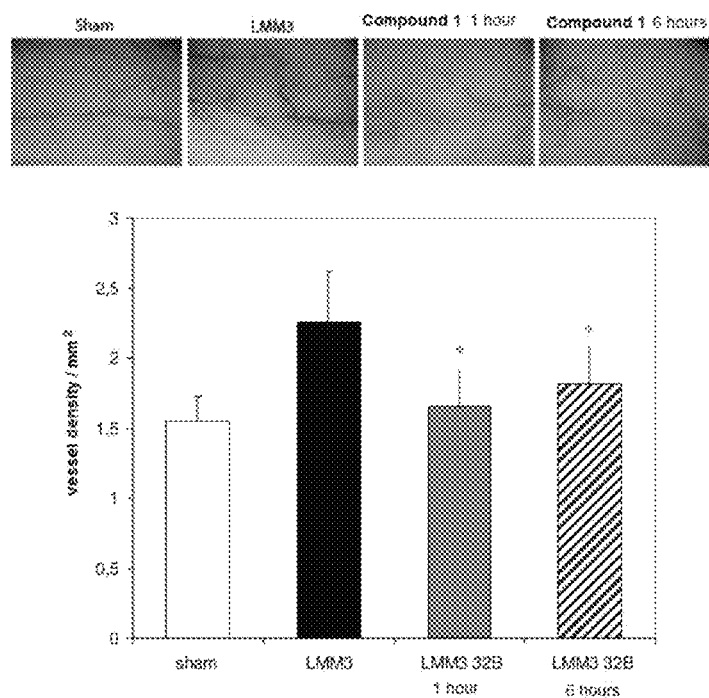 Sham LMM3 Compound 1 1 hour Compound 1 6 hours
3
2,5
2
1,5
1
0,5
0
vessel density / mm²
* *
sham LMM3 LMM3 32B LMM3 32B
1 hour 6 hours